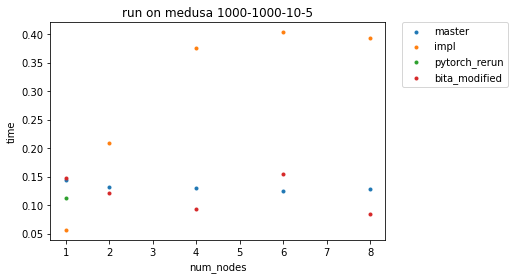 run on medusa 1000-1000-10-5
0.40
0.35
0.30
0.25
0.20
0.15
0.10
0.05
time
1 2 3 4 5 6 7 8
num_nodes
master
impl
pytorch_rerun
bita_modified